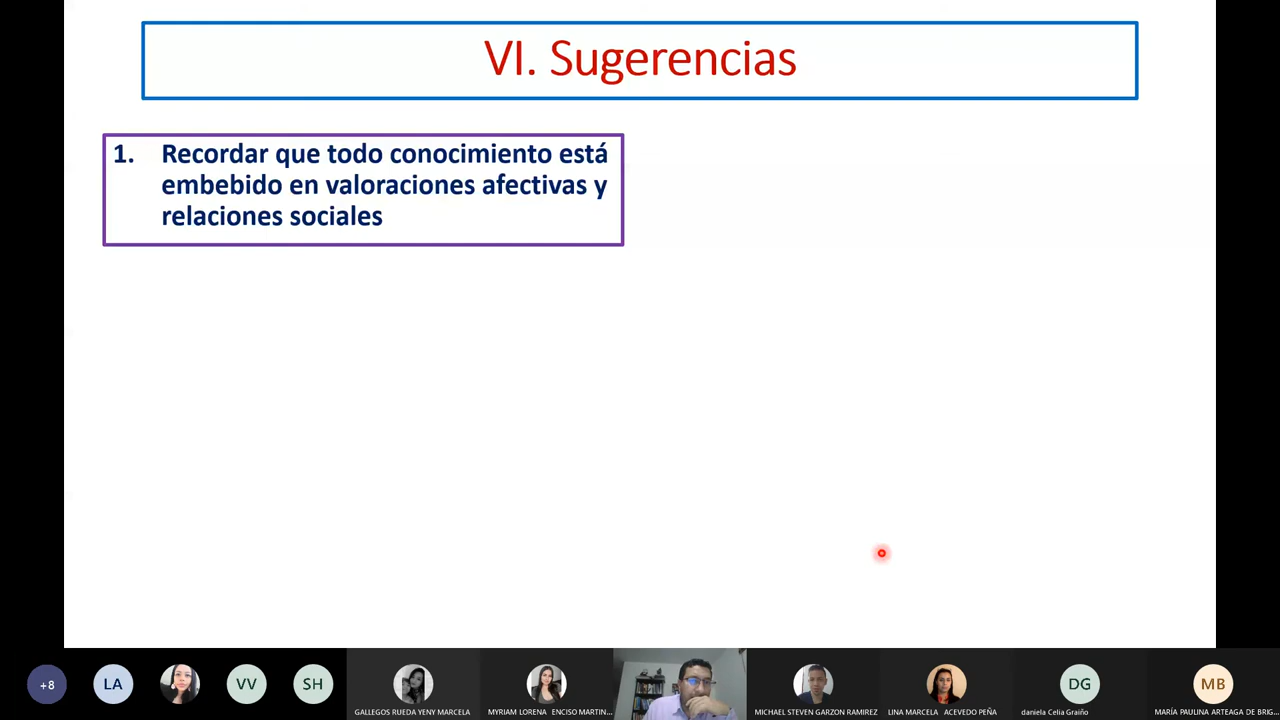 VI. Sugerencias
1. Recordar que todo conocimiento está
embebido en valoraciones afectivas y
relaciones sociales
+8
LA
VV
SH
GALLEGOS RUEDA YENY MARCELA
MYRIAM LORENA ENCISO MARTIN...
MICHAEL STEVEN GARZON RAMIREZ
LINA MARCELA ACEVEDO PEÑA
DG
daniela Celia Graiño
MB
MARÍA PAULINA ARTEAGA DE BRIG...